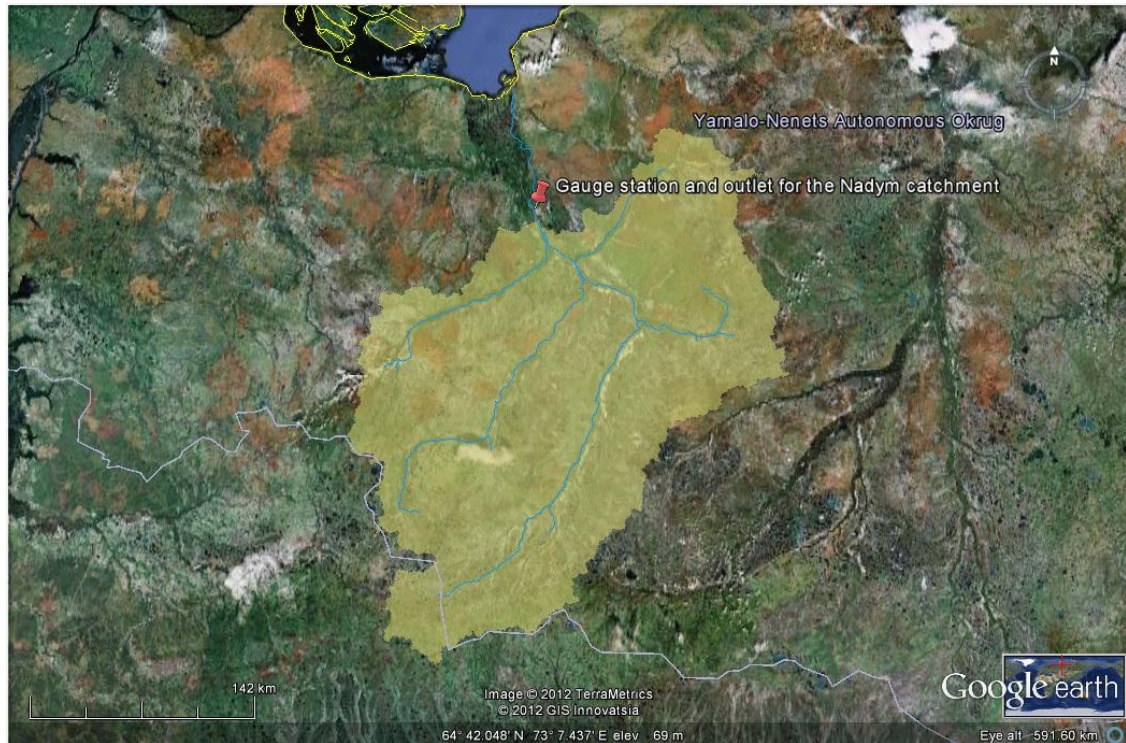 N
Yamalo-Nenets Autonomous Okrug
Gauge station and outlet for the Nadym catchment
142 km
Image © 2012 TerraMetrics
© 2012 GIS Innovatsia
Google earth
64° 42.048' N 73° 7.437' E elev 69 m
Eye alt 591.60 km